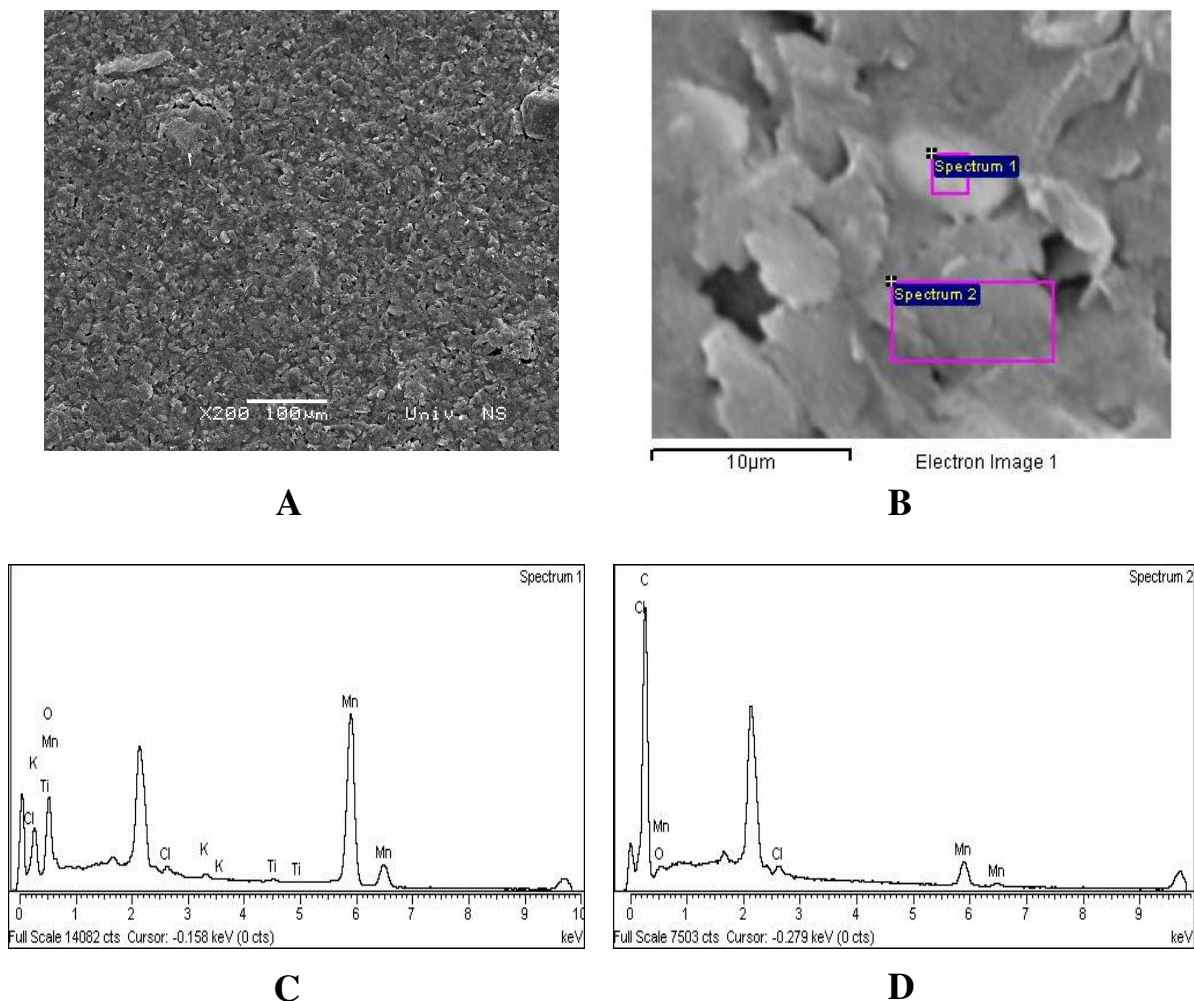 X200 100µm Univ. NS
Spectrum 1
Spectrum 2
10µm Electron Image 1
A
B
Spectrum 1
O
Mn
K
Mn
Ti
Cl
Cl
K
K
Ti
Ti
Mn
0 1 2 3 4 5 6 7 8 9 10
Full Scale 14082 cts Cursor: -0.158 keV (0 cts) keV
C
Spectrum 2
C
Cl
Mn
O
Cl
Mn
Mn
0 1 2 3 4 5 6 7 8 9
Full Scale 7503 cts Cursor: -0.279 keV (0 cts) keV
D